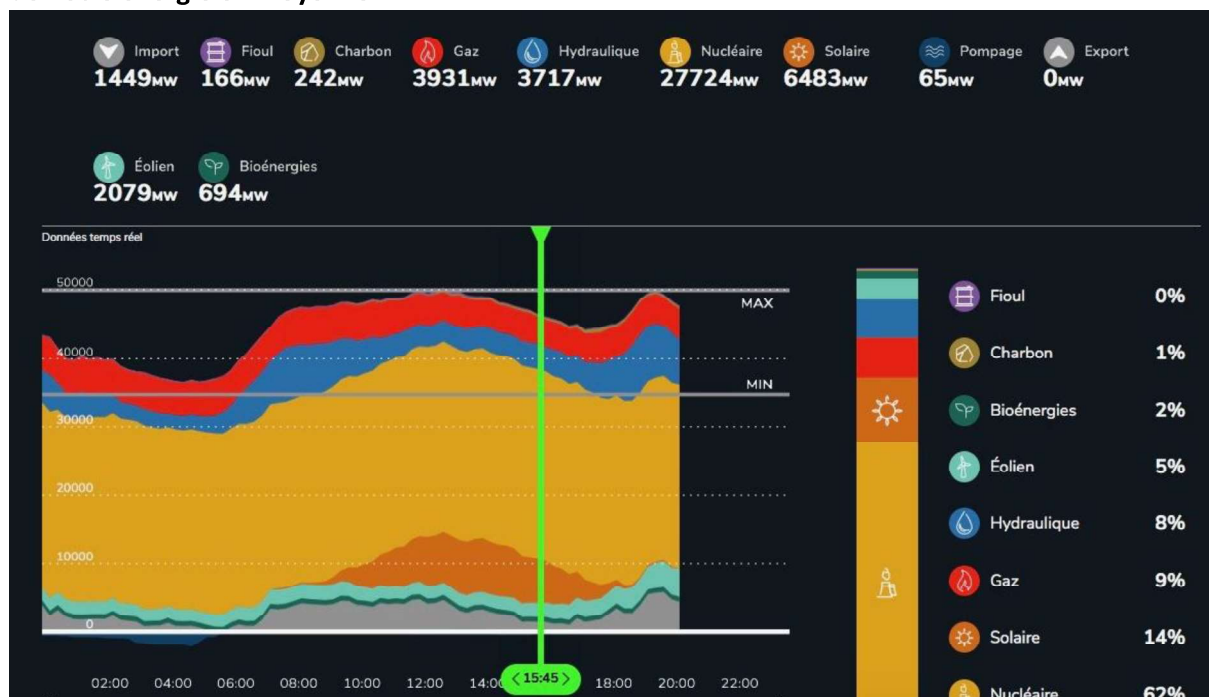 Import Fioul Charbon Gaz Hydraulique Nucléaire Solaire Pompage Export
1449MW 166MW 242MW 3931MW 3717MW 27724MW 6483MW 65MW 0MW
Éolien Bioénergies
2079MW 694MW
Données temps réel
50000
MAX
40000
MIN
30000
20000
10000
0
02:00 04:00 06:00 08:00 10:00 12:00 14:0 < 15:45 > 18:00 20:00 22:00
Fioul 0%
Charbon 1%
Bioénergies 2%
Éolien 5%
Hydraulique 8%
Gaz 9%
Solaire 14%
Nucléaire 62%